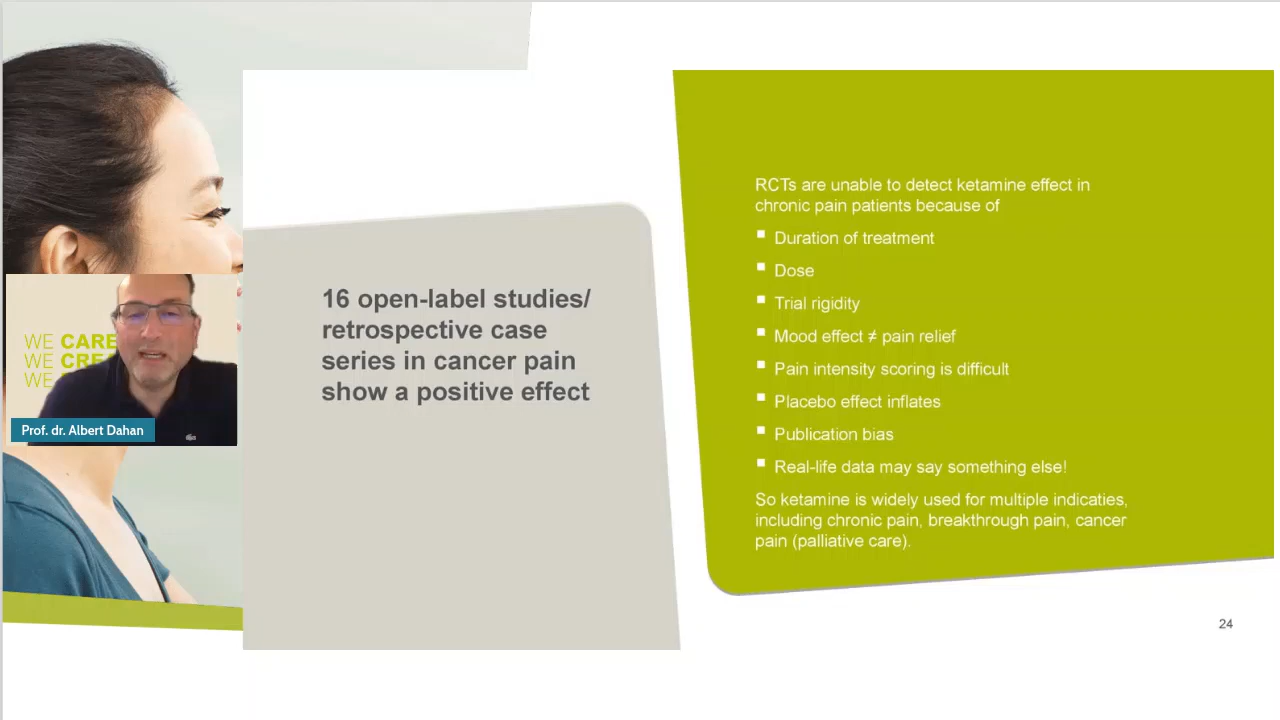 WE CARE
WE
WE
Prof. dr. Albert Dahan
16 open-label studies/
retrospective case
series in cancer pain
show a positive effect
RCTs are unable to detect ketamine effect in
chronic pain patients because of
Duration of treatment
Dose
Trial rigidity
Mood effect ≠ pain relief
Pain intensity scoring is difficult
Placebo effect inflates
Publication bias
Real-life data may say something else!
So ketamine is widely used for multiple indicaties,
including chronic pain, breakthrough pain, cancer
pain (palliative care).
24